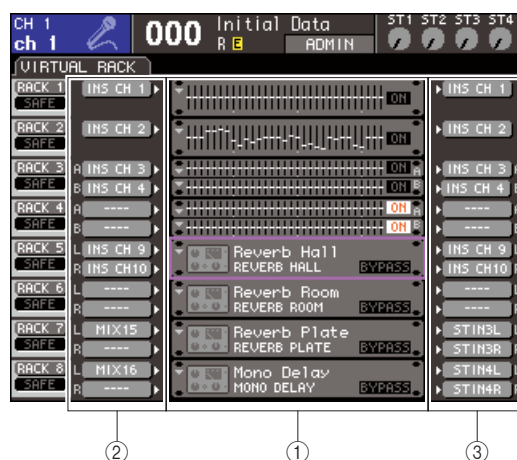 CH 1 000 Initial Data ST1 ST2 ST3 ST4
ch 1 R E ADMIN
VIRTUAL RACK
RACK 1 INS CH 1 ON INS CH 1
SAFE
RACK 2 INS CH 2 ON INS CH 2
SAFE
RACK 3 A INS CH 3 ON A INS CH 3
SAFE B INS CH 4 ON B INS CH 4
RACK 4 A ---- ON A ----
SAFE B ---- ON B ----
RACK 5 L INS CH 9 Reverb Hall INS CH 9
SAFE R INS CH10 REVERB HALL BYPASS INS CH10
RACK 6 L ---- Reverb Room ----
SAFE R ---- REVERB ROOM BYPASS ----
RACK 7 L MIX15 Reverb Plate STIN3L
SAFE R ---- REVERB PLATE BYPASS STIN3R
RACK 8 L MIX16 Mono Delay STIN4L
SAFE R ---- MONO DELAY BYPASS STIN4R
② ① ③